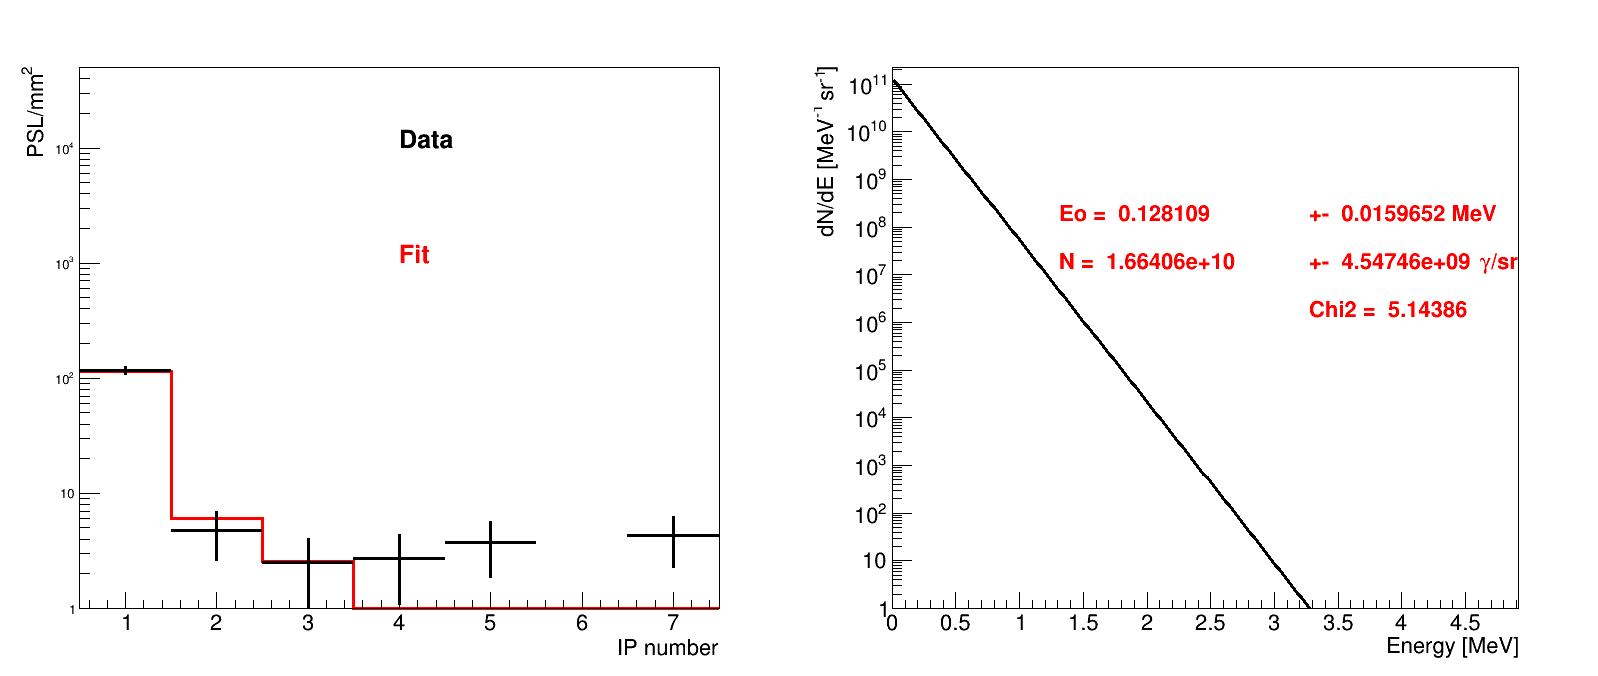 PSL/mm²
10⁴
10³
10²
10
1
Data
Fit
1 2 3 4 5 6 7
IP number
dN/dE [MeV⁻¹ sr⁻¹]
10¹¹
10¹⁰
10⁹
10⁸
10⁷
10⁶
10⁵
10⁴
10³
10²
10
1
Eo = 0.128109 +- 0.0159652 MeV
N = 1.66406e+10 +- 4.54746e+09 γ/sr
Chi2 = 5.14386
0 0.5 1 1.5 2 2.5 3 3.5 4 4.5
Energy [MeV]